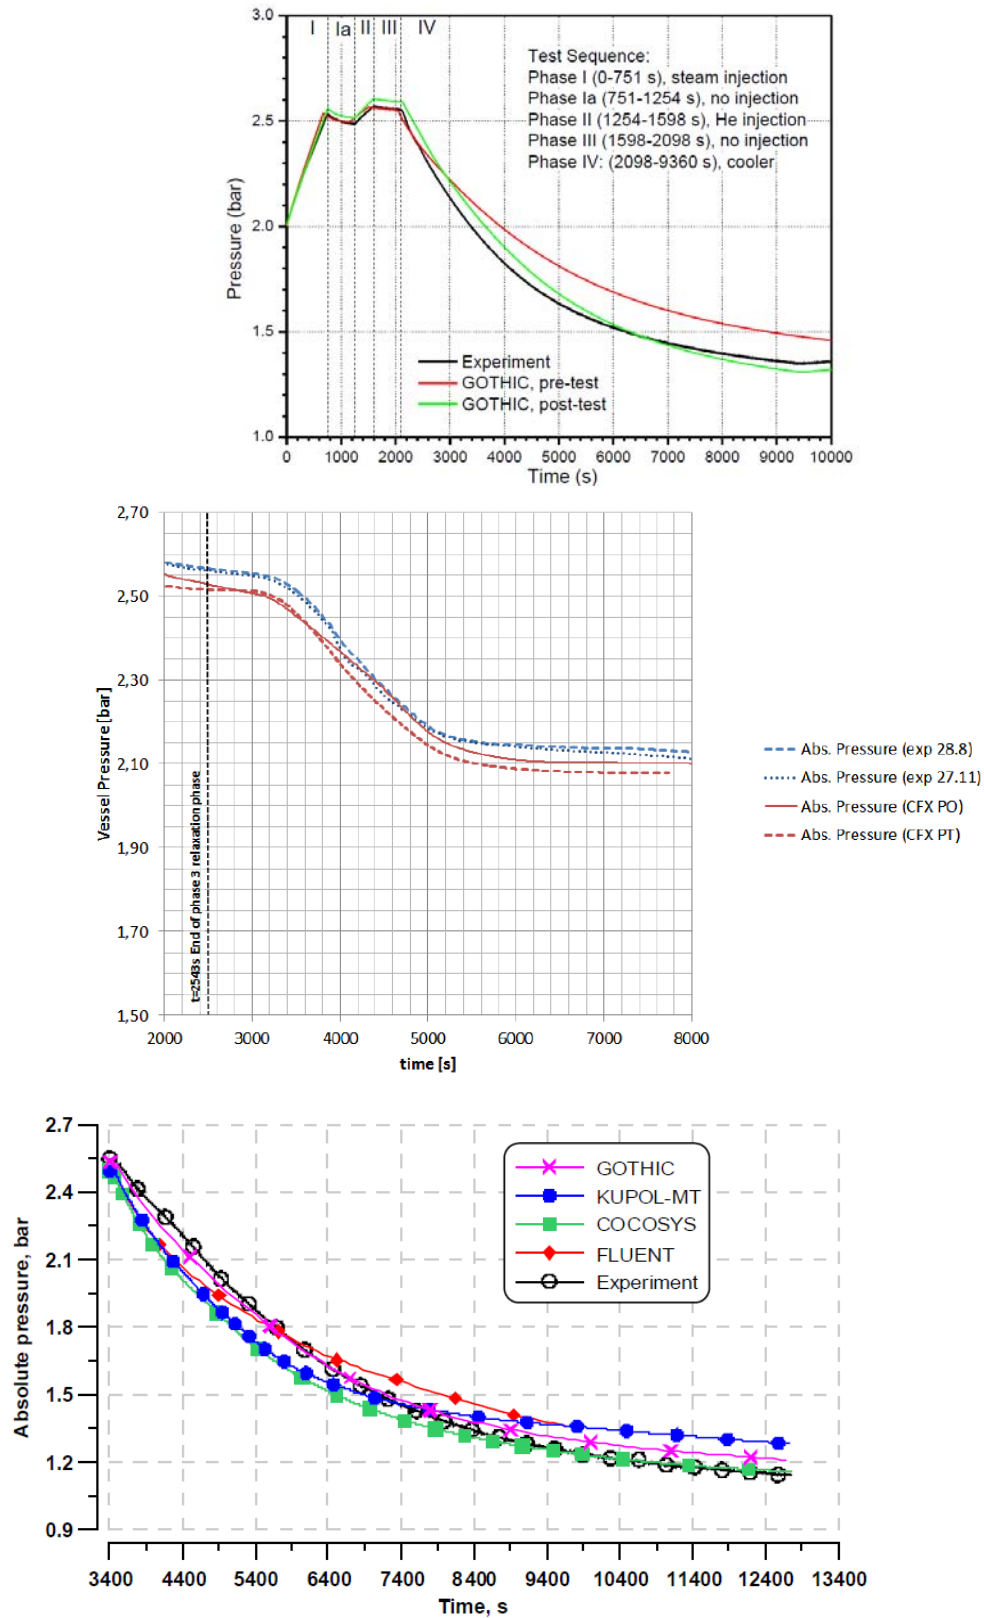 3.0
I
Ia
II
III
IV
Test Sequence:
Phase I (0-751 s), steam injection
Phase Ia (751-1254 s), no injection
Phase II (1254-1598 s), He injection
Phase III (1598-2098 s), no injection
Phase IV: (2098-9360 s), cooler
2.5
2.0
1.5
1.0
Pressure (bar)
Experiment
GOTHIC, pre-test
GOTHIC, post-test
0 1000 2000 3000 4000 5000 6000 7000 8000 9000 10000
Time (s)
2,70
2,50
2,30
2,10
1,90
1,70
1,50
Vessel Pressure [bar]
t=2543s End of phase 3 relaxation phase
Abs. Pressure (exp 28.8)
Abs. Pressure (exp 27.11)
Abs. Pressure (CFX PO)
Abs. Pressure (CFX PT)
2000 3000 4000 5000 6000 7000 8000
time [s]
2.7
2.4
2.1
1.8
1.5
1.2
0.9
Absolute pressure, bar
GOTHIC
KUPOL-MT
COCOSYS
FLUENT
Experiment
3400 4400 5400 6400 7400 8400 9400 10400 11400 12400 13400
Time, s